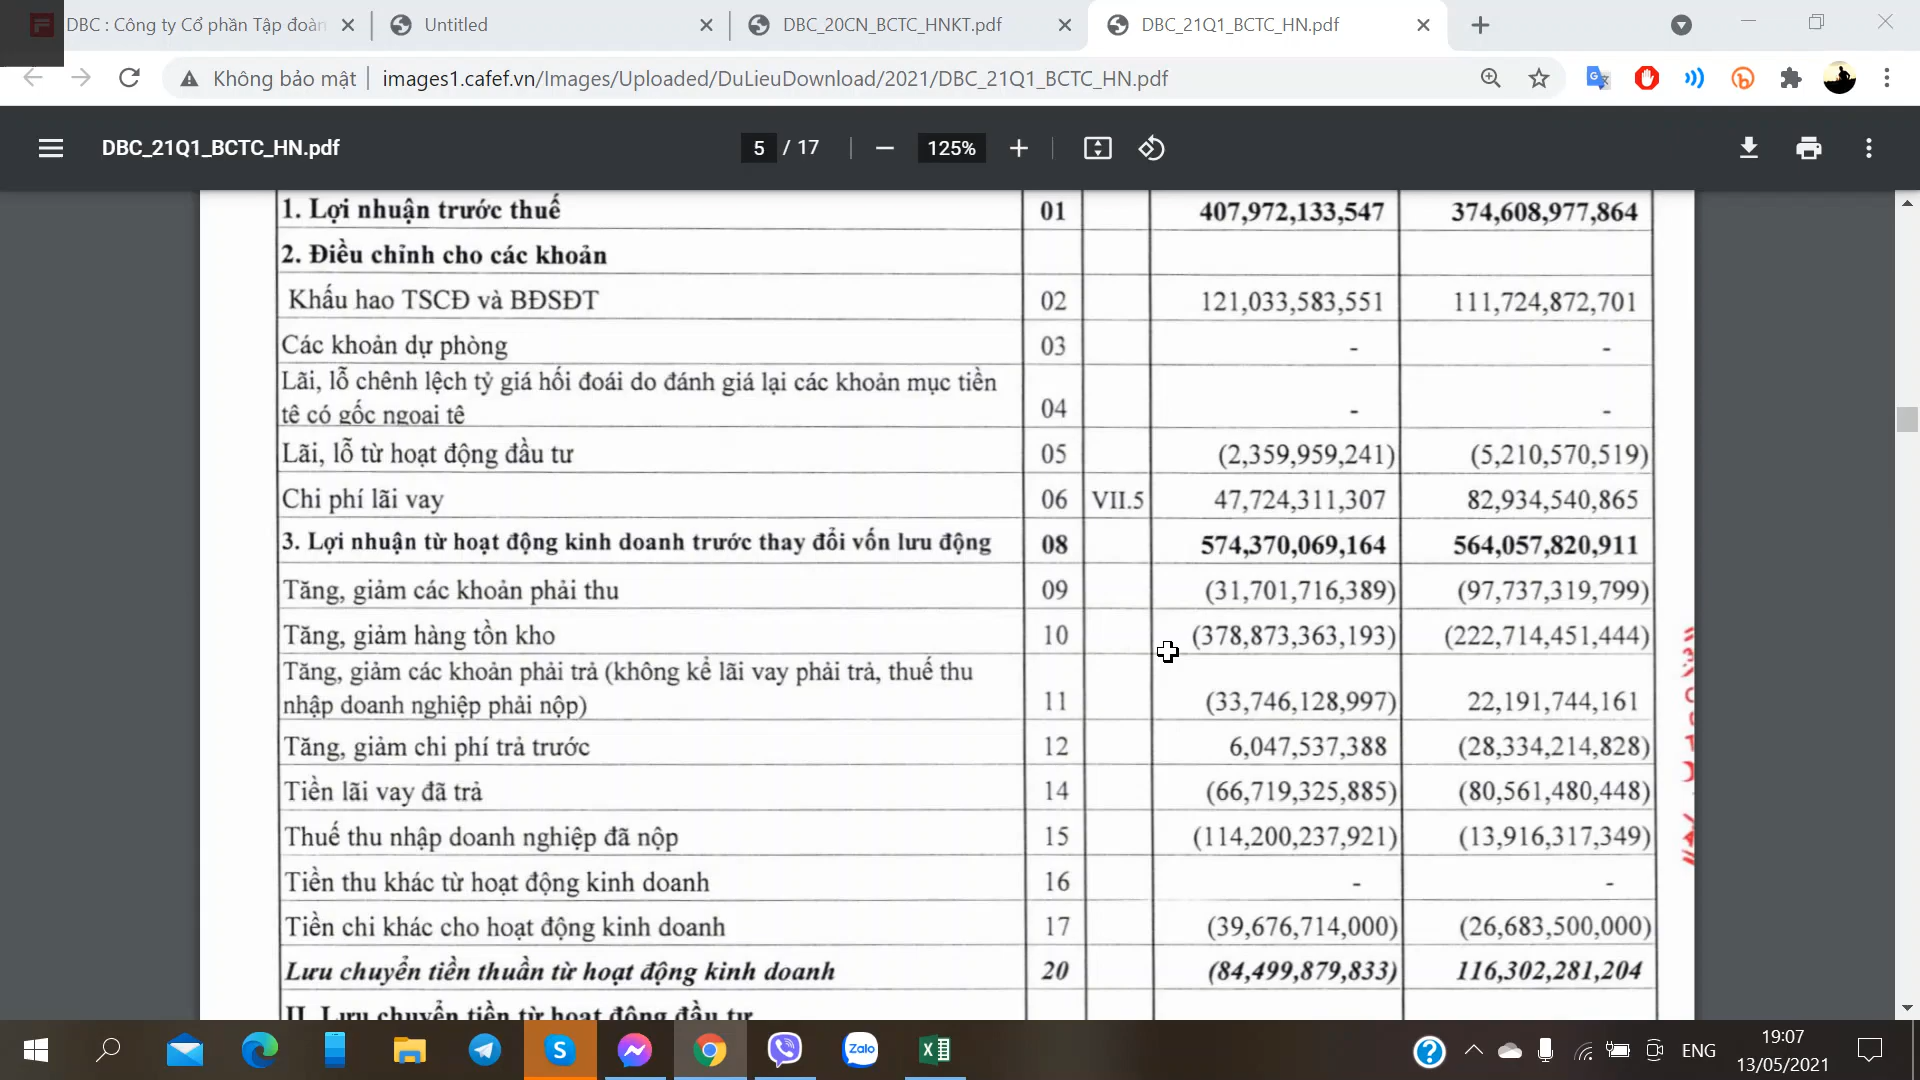 DBC : Công ty Cổ phần Tập đoàn
Untitled
DBC_20CN_BCTC_HNKT.pdf
DBC_21Q1_BCTC_HN.pdf
Không bảo mật
images1.cafef.vn/Images/Uploaded/DuLieuDownload/2021/DBC_21Q1_BCTC_HN.pdf
DBC_21Q1_BCTC_HN.pdf
5 / 17
125%
1. Lợi nhuận trước thuế 01 407,972,133,547 374,608,977,864
2. Điều chỉnh cho các khoản
Khấu hao TSCĐ và BĐSĐT 02 121,033,583,551 111,724,872,701
Các khoản dự phòng 03 - -
Lãi, lỗ chênh lệch tỷ giá hối đoái do đánh giá lại các khoản mục tiền
tệ có gốc ngoại tệ 04 - -
Lãi, lỗ từ hoạt động đầu tư 05 (2,359,959,241) (5,210,570,519)
Chi phí lãi vay 06 VII.5 47,724,311,307 82,934,540,865
3. Lợi nhuận từ hoạt động kinh doanh trước thay đổi vốn lưu động 08 574,370,069,164 564,057,820,911
Tăng, giảm các khoản phải thu 09 (31,701,716,389) (97,737,319,799)
Tăng, giảm hàng tồn kho 10 (378,873,363,193) (222,714,451,444)
Tăng, giảm các khoản phải trả (không kể lãi vay phải trả, thuế thu
nhập doanh nghiệp phải nộp) 11 (33,746,128,997) 22,191,744,161
Tăng, giảm chi phí trả trước 12 6,047,537,388 (28,334,214,828)
Tiền lãi vay đã trả 14 (66,719,325,885) (80,561,480,448)
Thuế thu nhập doanh nghiệp đã nộp 15 (114,200,237,921) (13,916,317,349)
Tiền thu khác từ hoạt động kinh doanh 16 - -
Tiền chi khác cho hoạt động kinh doanh 17 (39,676,714,000) (26,683,500,000)
Lưu chuyển tiền thuần từ hoạt động kinh doanh 20 (84,499,879,833) 116,302,281,204
II. Lưu chuyển tiền từ hoạt động đầu tư
Zalo
ENG
19:07
13/05/2021